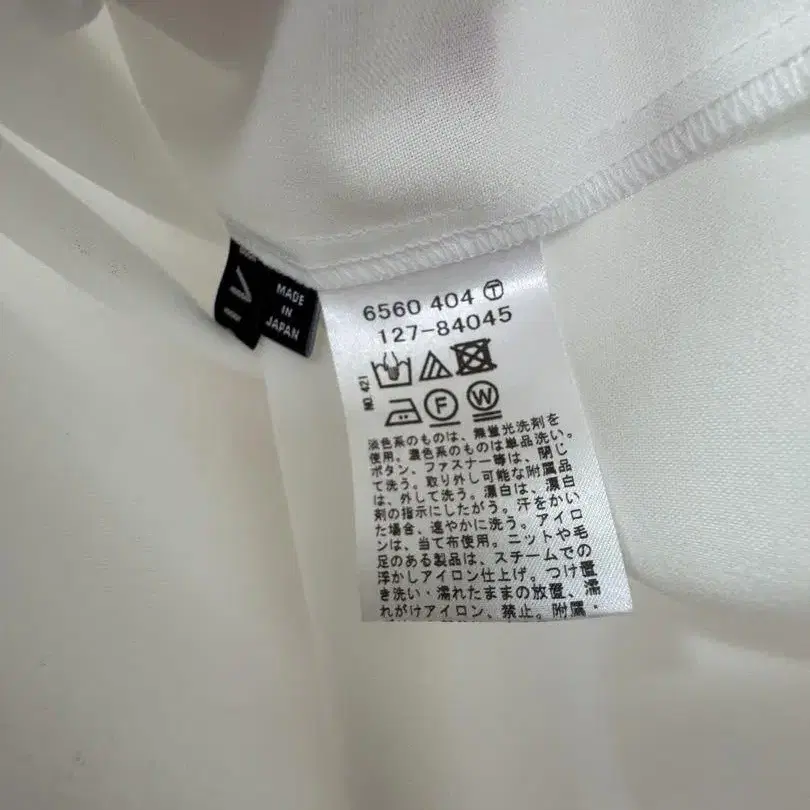 MADE
IN
JAPAN
6560 404 Ⓣ
127-84045
NO. 421
F
W
淡色系のものは、無蛍光洗剤を
使用。濃色系のものは単品洗い。
ボタン、ファスナー等は、閉じ
て洗う。取り外し可能な附属品
は、外して洗う。漂白は、漂白
剤の指示にしたがう。汗をかい
た場合、速やかに洗う。アイロ
ンは、当て布使用。ニットや毛
足のある製品は、スチームでの
浮かしアイロン仕上げ。つけ置
き洗い・濡れたままの放置、濡
れがけアイロン、禁止。附属・